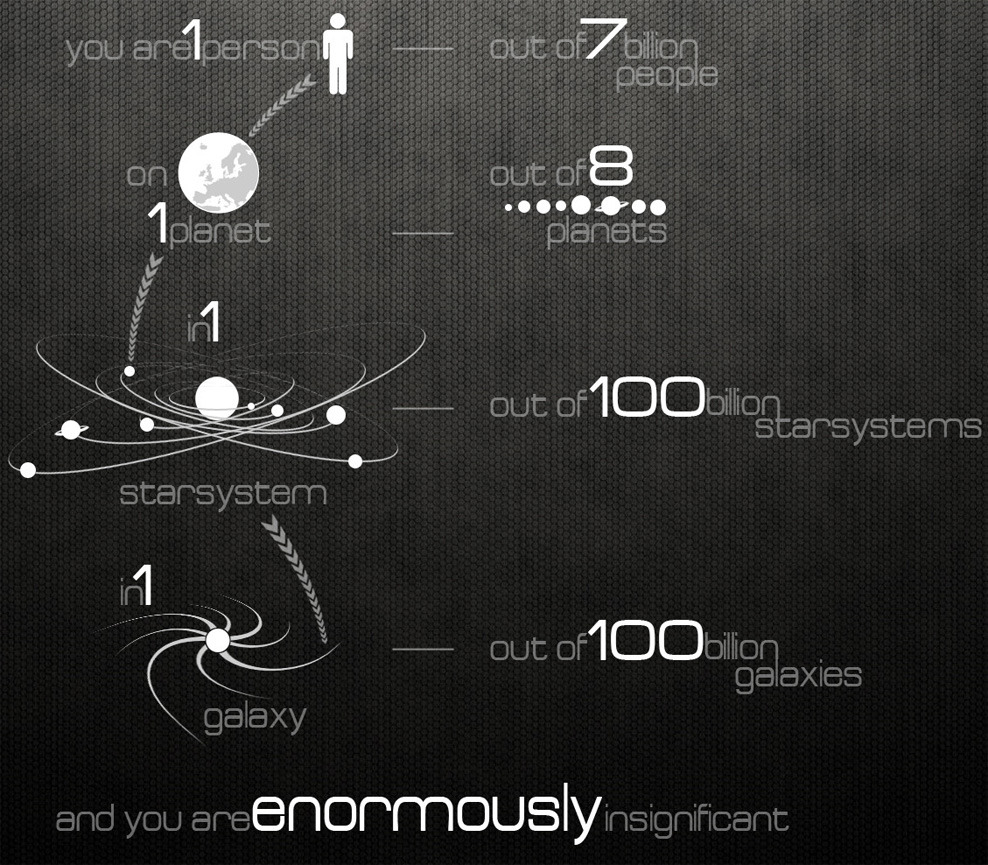 you are 1 person
out of 7 billion
people
on
1 planet
out of 8
planets
in 1
starsystem
out of 100 billion
starsystems
in 1
galaxy
out of 100 billion
galaxies
and you are enormously insignificant